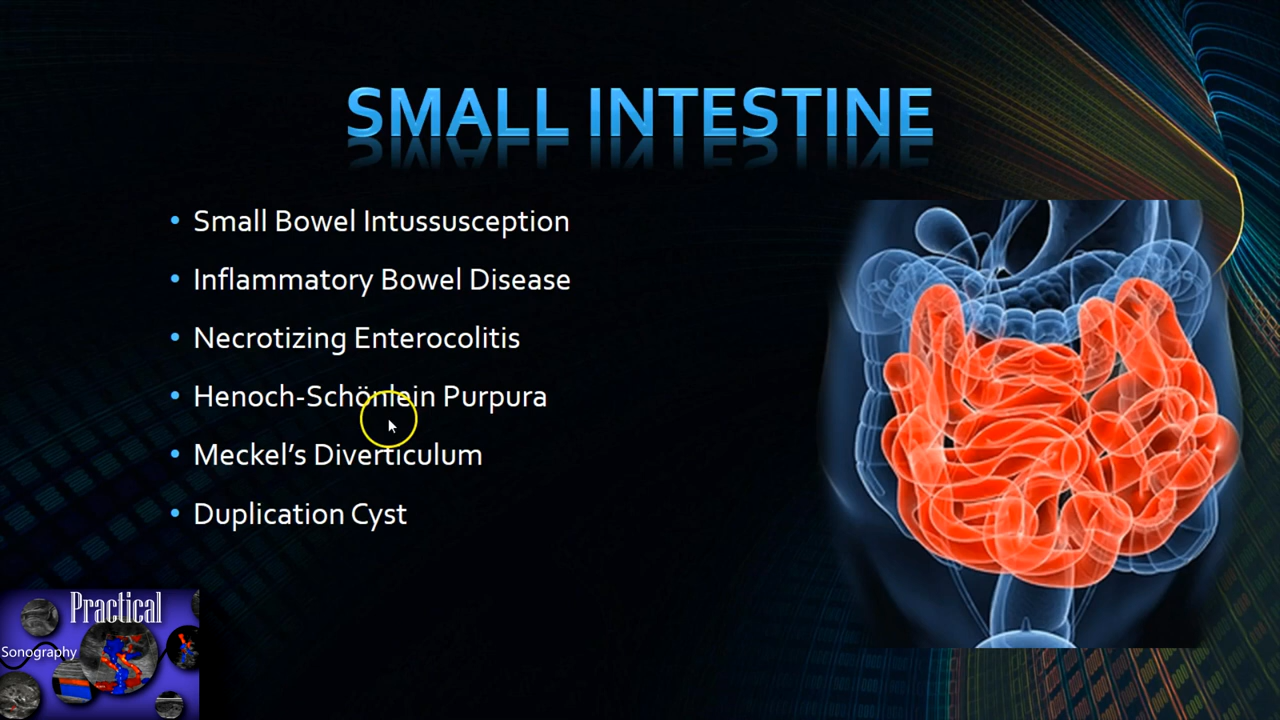 SMALL INTESTINE
• Small Bowel Intussusception
• Inflammatory Bowel Disease
• Necrotizing Enterocolitis
• Henoch-Schönlein Purpura
• Meckel’s Diverticulum
• Duplication Cyst
Practical
Sonography